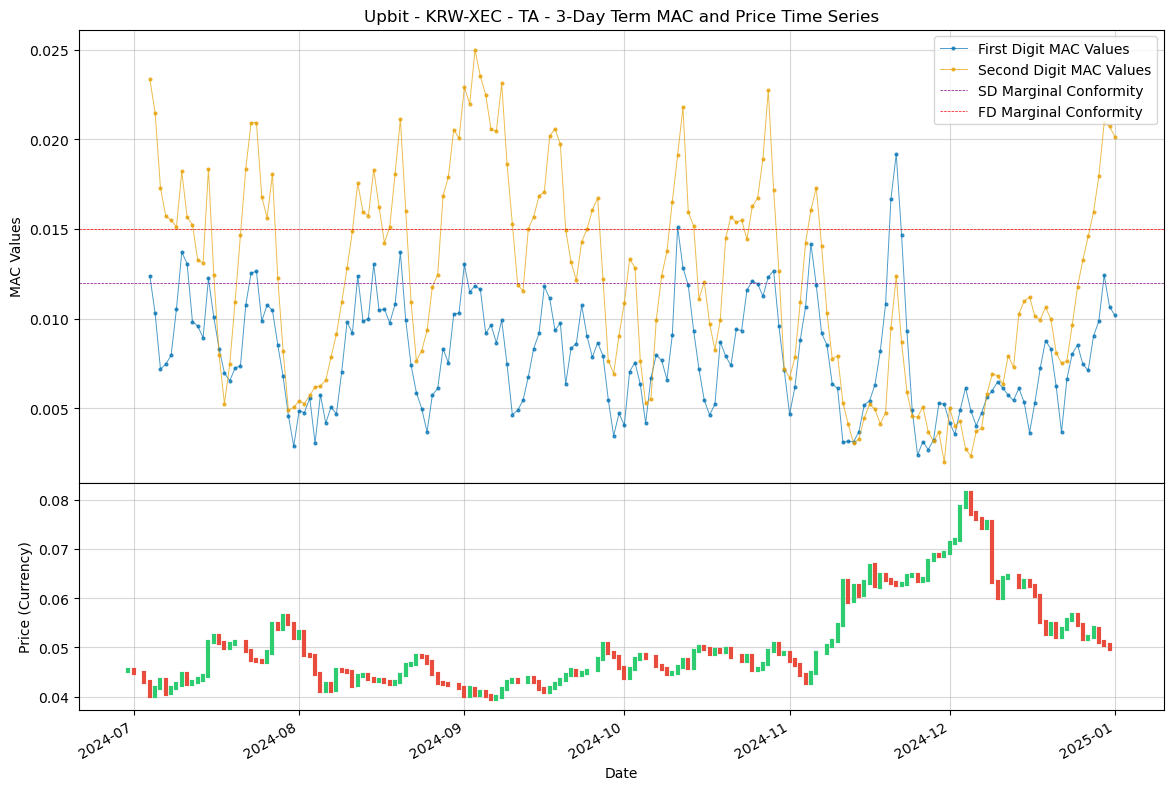 Upbit - KRW-XEC - TA - 3-Day Term MAC and Price Time Series
First Digit MAC Values
Second Digit MAC Values
SD Marginal Conformity
FD Marginal Conformity
MAC Values
0.025
0.020
0.015
0.010
0.005
Price (Currency)
0.08
0.07
0.06
0.05
0.04
2024-07
2024-08
2024-09
2024-10
2024-11
2024-12
2025-01
Date